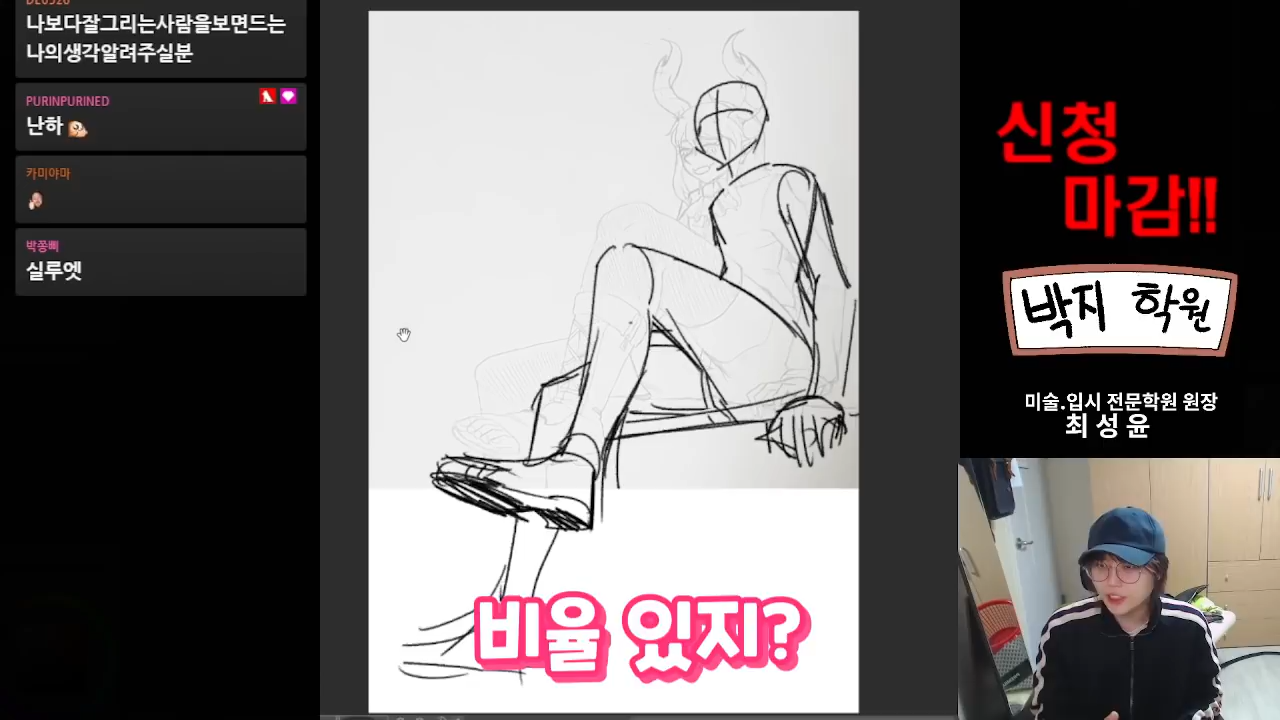 나보다잘그리는사람을보면드는
나의생각알려주실분
PURINPURINED
난하
카미야마
박쫑삐
실루엣
비율 있지?
신청
마감!!
박지 학원
미술.입시 전문학원 원장
최성윤